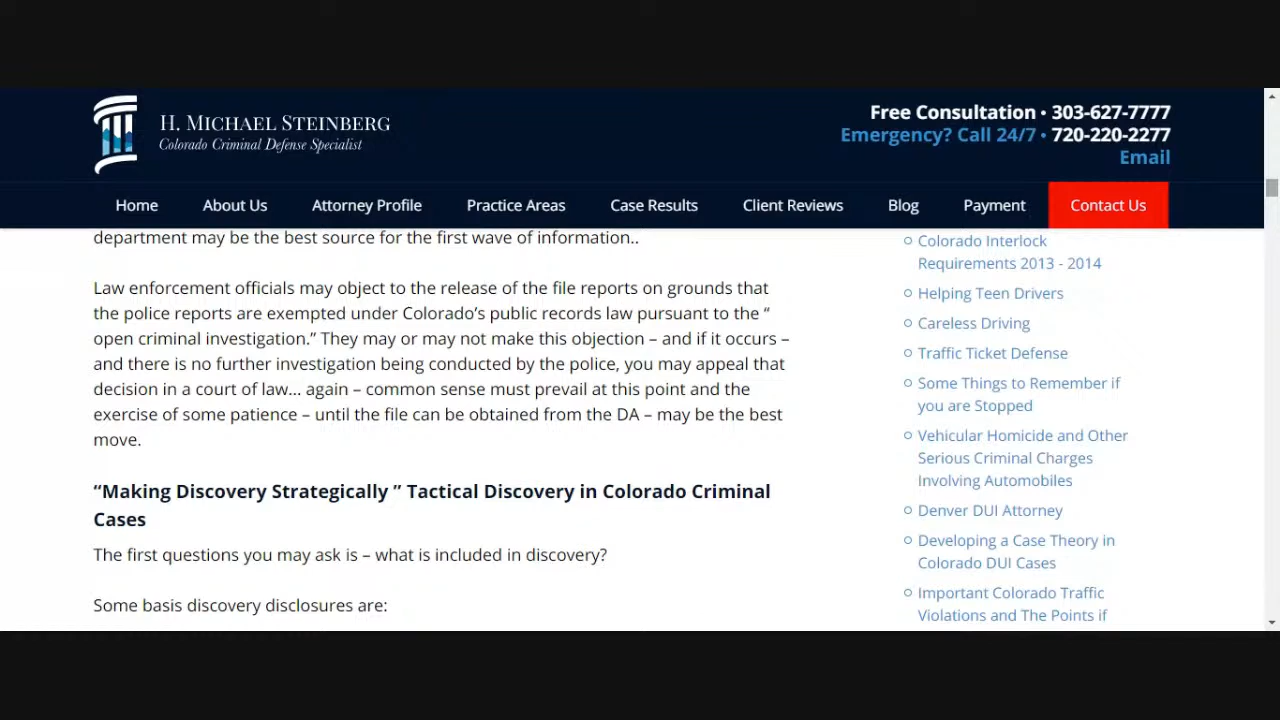 H. MICHAEL STEINBERG
Colorado Criminal Defense Specialist
Free Consultation • 303-627-7777
Emergency? Call 24/7 • 720-220-2277
Email
Home About Us Attorney Profile Practice Areas Case Results Client Reviews Blog Payment Contact Us
department may be the best source for the first wave of information..
Law enforcement officials may object to the release of the file reports on grounds that
the police reports are exempted under Colorado’s public records law pursuant to the “
open criminal investigation.” They may or may not make this objection – and if it occurs –
and there is no further investigation being conducted by the police, you may appeal that
decision in a court of law… again – common sense must prevail at this point and the
exercise of some patience – until the file can be obtained from the DA – may be the best
move.
“Making Discovery Strategically ” Tactical Discovery in Colorado Criminal
Cases
The first questions you may ask is – what is included in discovery?
Some basis discovery disclosures are:
Colorado Interlock
Requirements 2013 - 2014
Helping Teen Drivers
Careless Driving
Traffic Ticket Defense
Some Things to Remember if
you are Stopped
Vehicular Homicide and Other
Serious Criminal Charges
Involving Automobiles
Denver DUI Attorney
Developing a Case Theory in
Colorado DUI Cases
Important Colorado Traffic
Violations and The Points if